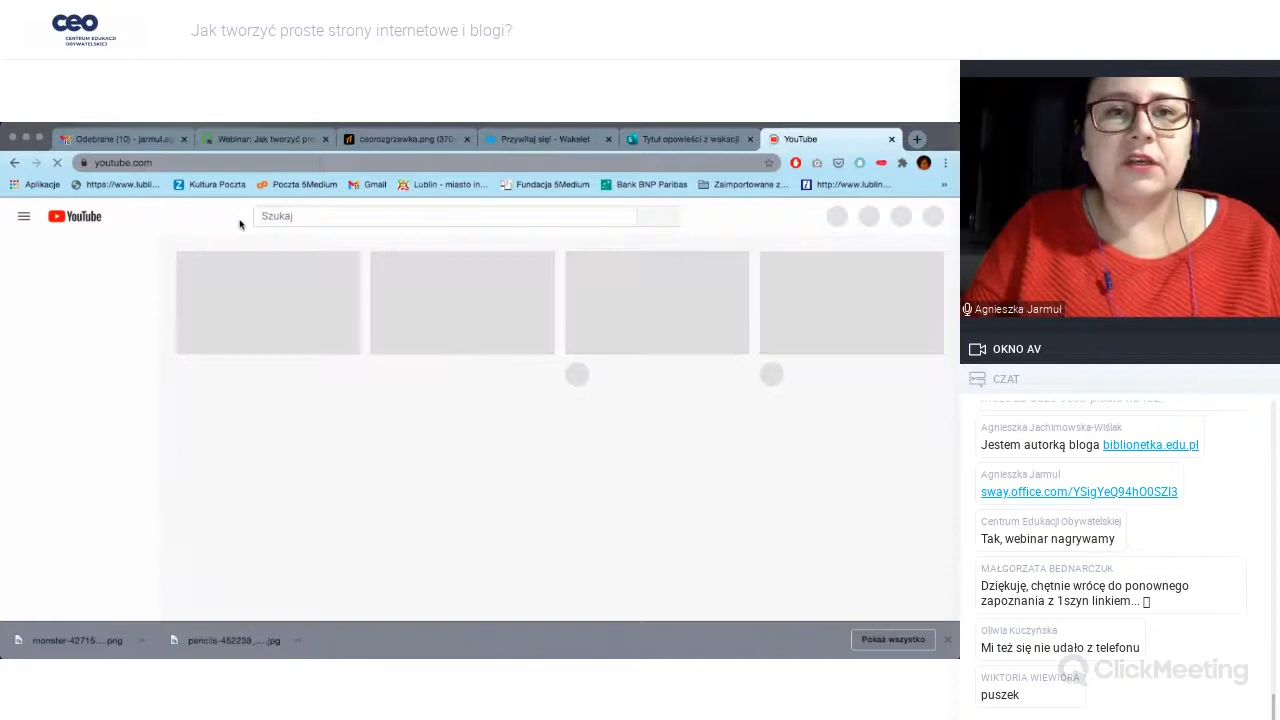 ceo
CENTRUM EDUKACJI
OBYWATELSKIEJ
Jak tworzyć proste strony internetowe i blogi?
Odebrane (10) - jarmul.ag
Webinar: Jak tworzyć pro
ceorozgrzewka.png (370
Przywitaj się! - Wakelet
Tytuł opowieści z wakacji
YouTube
youtube.com
Aplikacje
https://www.lubli...
Kultura Poczta
Poczta 5Medium
Gmail
Lublin - miasto in...
Fundacja 5Medium
Bank BNP Paribas
Zaimportowane z...
http://www.lublin...
YouTube
Szukaj
monster-42715....png
pencils-452238_....jpg
Pokaż wszystko
Agnieszka Jarmuł
OKNO AV
CZAT
Agnieszka Jachimowska-Wiślak
Jestem autorką bloga biblionetka.edu.pl
Agnieszka Jarmuł
sway.office.com/YSigYeQ94hO0SZI3
Centrum Edukacji Obywatelskiej
Tak, webinar nagrywamy
MAŁGORZATA BEDNARCZUK
Dziękuję, chętnie wrócę do ponownego
zapoznania z 1szyn linkiem...
Oliwia Kuczyńska
Mi też się nie udało z telefonu
WIKTORIA WIEWIÓRA
puszek
ClickMeeting